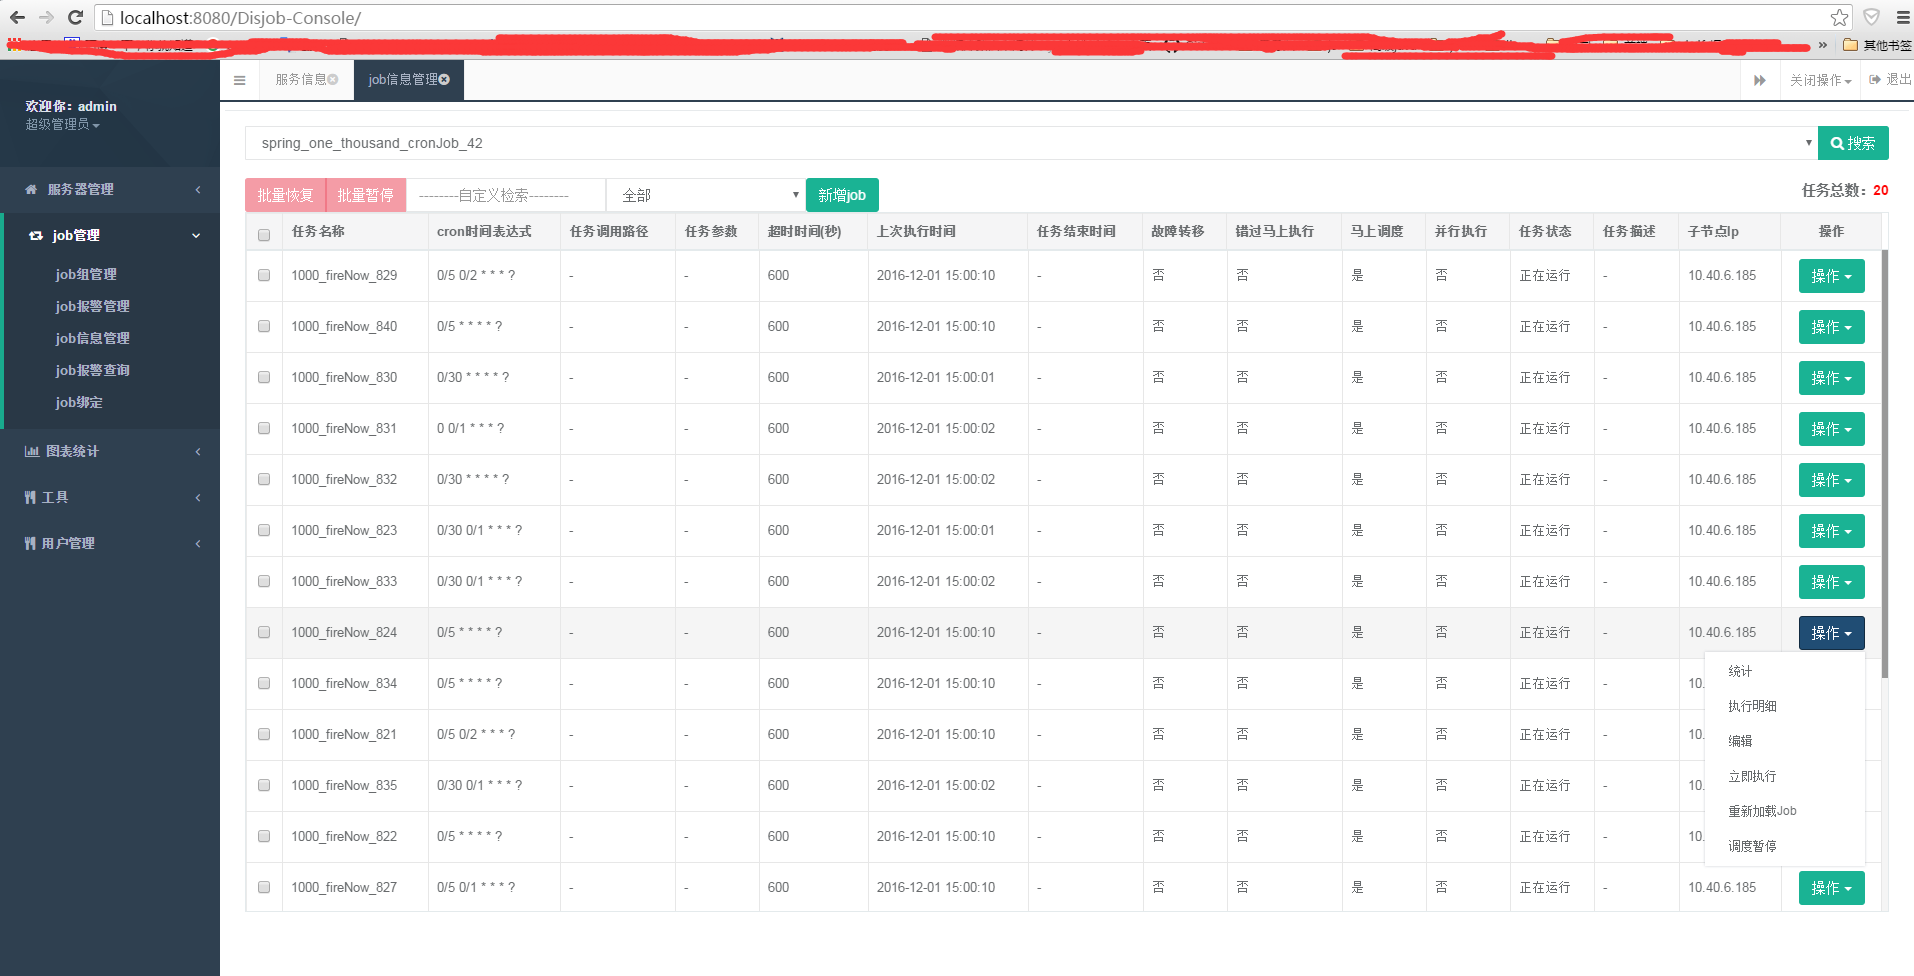 localhost:8080/Disjob-Console/
» 其他书签
欢迎你：admin
超级管理员
服务信息 job信息管理 关闭操作 退出
spring_one_thousand_cronJob_42 搜索
批量恢复 批量暂停 --------自定义检索-------- 全部 新增job 任务总数：20
服务器管理
job管理
job组管理
job报警管理
job信息管理
job报警查询
job绑定
图表统计
工具
用户管理
任务名称 cron时间表达式 任务调用路径 任务参数 超时时间(秒) 上次执行时间 任务结束时间 故障转移 错过马上执行 马上调度 并行执行 任务状态 任务描述 子节点Ip 操作
1000_fireNow_829 0/5 0/2 * * * ? - - 600 2016-12-01 15:00:10 - 否 否 是 否 正在运行 - 10.40.6.185 操作
1000_fireNow_840 0/5 * * * * ? - - 600 2016-12-01 15:00:10 - 否 否 是 否 正在运行 - 10.40.6.185 操作
1000_fireNow_830 0/30 * * * * ? - - 600 2016-12-01 15:00:01 - 否 否 是 否 正在运行 - 10.40.6.185 操作
1000_fireNow_831 0 0/1 * * * ? - - 600 2016-12-01 15:00:02 - 否 否 是 否 正在运行 - 10.40.6.185 操作
1000_fireNow_832 0/30 * * * * ? - - 600 2016-12-01 15:00:02 - 否 否 是 否 正在运行 - 10.40.6.185 操作
1000_fireNow_823 0/30 0/1 * * * ? - - 600 2016-12-01 15:00:01 - 否 否 是 否 正在运行 - 10.40.6.185 操作
1000_fireNow_833 0/30 0/1 * * * ? - - 600 2016-12-01 15:00:02 - 否 否 是 否 正在运行 - 10.40.6.185 操作
1000_fireNow_824 0/5 * * * * ? - - 600 2016-12-01 15:00:10 - 否 否 是 否 正在运行 - 10.40.6.185 操作
1000_fireNow_834 0/5 * * * * ? - - 600 2016-12-01 15:00:10 - 否 否 是 否 正在运行 - 10.
1000_fireNow_821 0/5 0/2 * * * ? - - 600 2016-12-01 15:00:10 - 否 否 是 否 正在运行 - 10.
1000_fireNow_835 0/30 0/1 * * * ? - - 600 2016-12-01 15:00:02 - 否 否 是 否 正在运行 - 10.
1000_fireNow_822 0/5 * * * * ? - - 600 2016-12-01 15:00:10 - 否 否 是 否 正在运行 - 10.
1000_fireNow_827 0/5 0/1 * * * ? - - 600 2016-12-01 15:00:10 - 否 否 是 否 正在运行 - 10.40.6.185 操作
统计
执行明细
编辑
立即执行
重新加载Job
调度暂停